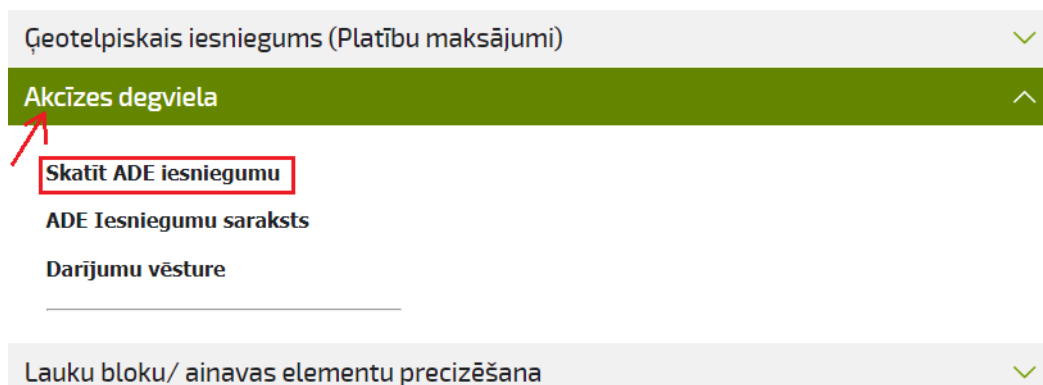 Ģeotelpiskais iesniegums (Platību maksājumi)
Akcīzes degviela
Skatīt ADE iesniegumu
ADE Iesniegumu saraksts
Darījumu vēsture
Lauku bloku/ ainavas elementu precizēšana